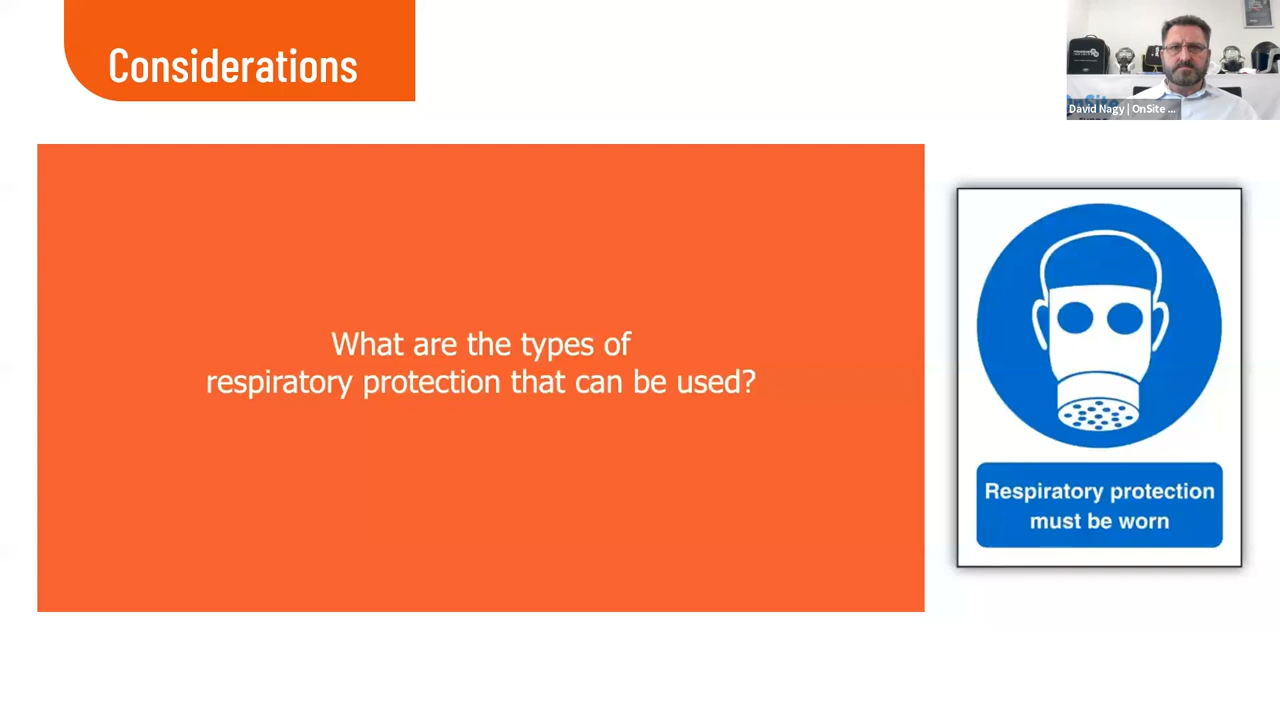 Considerations
David Nagy | OnSite ...
What are the types of
respiratory protection that can be used?
Respiratory protection
must be worn